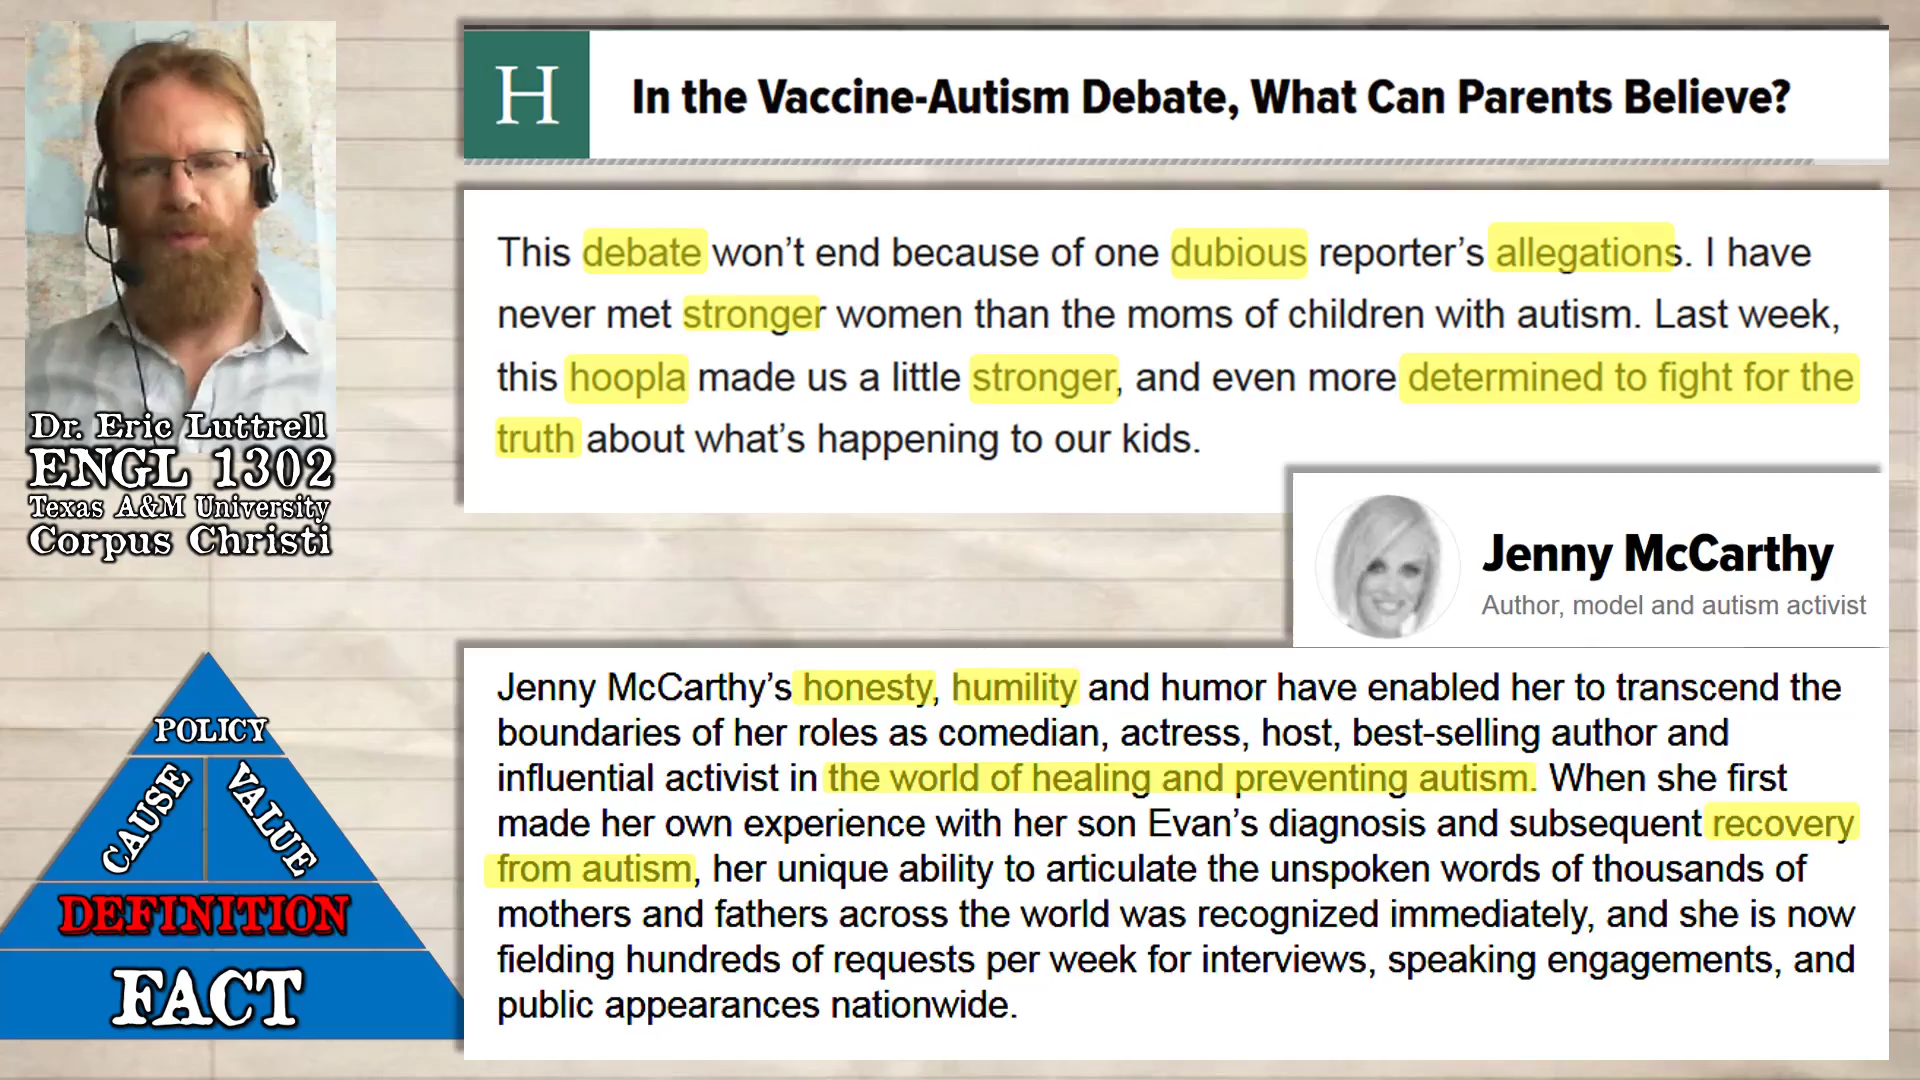 H
In the Vaccine-Autism Debate, What Can Parents Believe?
This debate won’t end because of one dubious reporter’s allegations. I have
never met stronger women than the moms of children with autism. Last week,
this hoopla made us a little stronger, and even more determined to fight for the
truth about what’s happening to our kids.
Dr. Eric Luttrell
ENGL 1302
Texas A&M University
Corpus Christi
Jenny McCarthy
Author, model and autism activist
Jenny McCarthy’s honesty, humility and humor have enabled her to transcend the
boundaries of her roles as comedian, actress, host, best-selling author and
influential activist in the world of healing and preventing autism. When she first
made her own experience with her son Evan’s diagnosis and subsequent recovery
from autism, her unique ability to articulate the unspoken words of thousands of
mothers and fathers across the world was recognized immediately, and she is now
fielding hundreds of requests per week for interviews, speaking engagements, and
public appearances nationwide.
POLICY
CAUSE
VALUE
DEFINITION
FACT